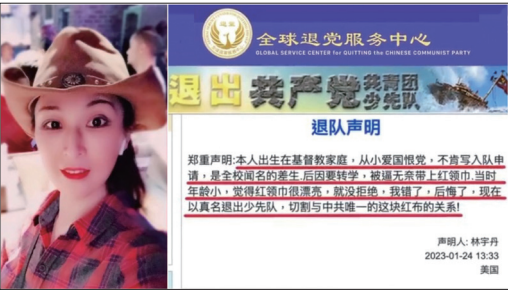 全球退党服务中心
GLOBAL SERVICE CENTER for QUITTING the CHINESE COMMUNIST PARTY
退出 共产党 共青团
少先队
退队声明
郑重声明:本人出生在基督教家庭，从小爱国恨党，不肯写入队申
请，是全校闻名的差生.后因要转学，被逼无奈带上红领巾.当时
年龄小，觉得红领巾很漂亮，就没拒绝，我错了，后悔了，现在
以真名退出少先队，切割与中共唯一的这块红布的关系!
声明人: 林宇丹
2023-01-24 13:33
美国